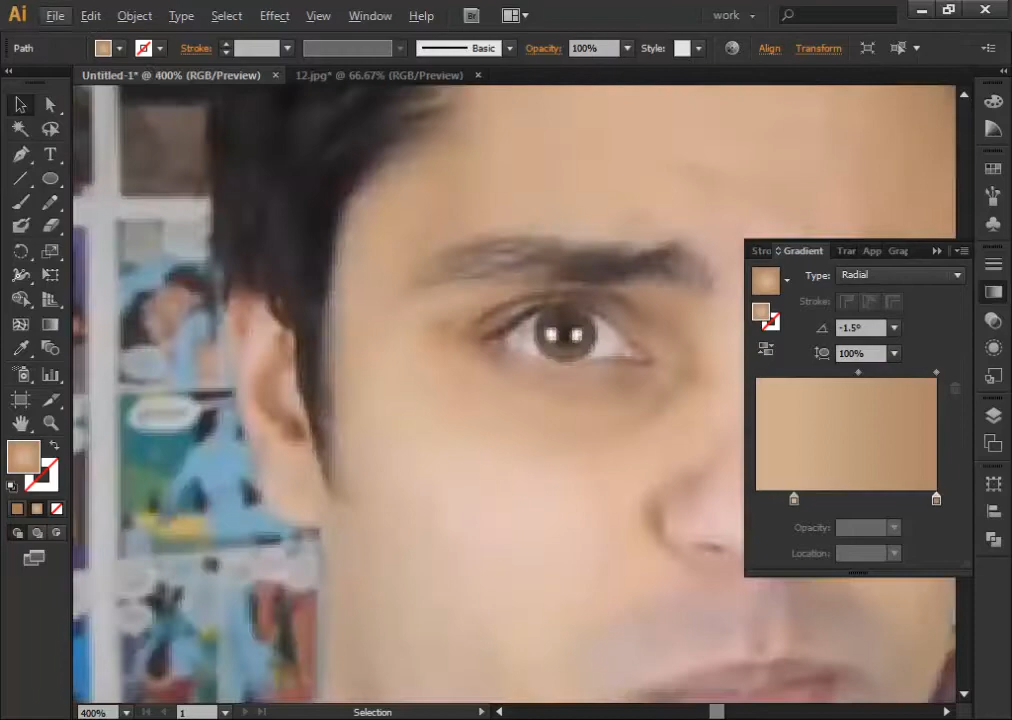 Ai File Edit Object Type Select Effect View Window Help Br work
Path Stroke: Basic Opacity: 100% Style: Align Transform
Untitled-1* @ 400% (RGB/Preview) × 12.jpg* @ 66.67% (RGB/Preview) ×
Stro Gradient Trar App Grap
Type: Radial
Stroke:
-1.5°
100%
Opacity:
Location:
400% 1 Selection